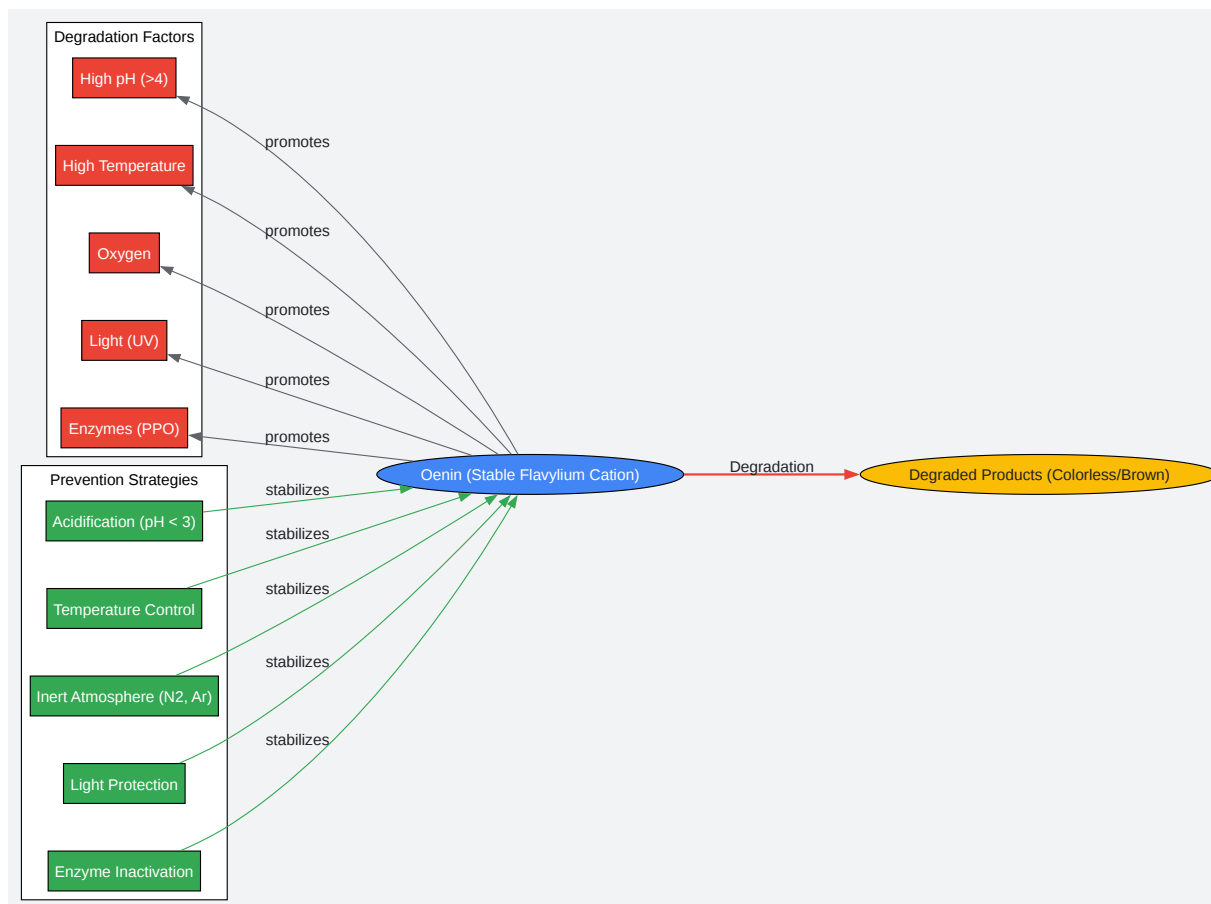 Degradation Factors
High pH (>4)
promotes
High Temperature
promotes
Oxygen
promotes
Light (UV)
promotes
Enzymes (PPO)
promotes
Prevention Strategies
Acidification (pH < 3)
stabilizes
Temperature Control
stabilizes
Inert Atmosphere (N2, Ar)
stabilizes
Light Protection
stabilizes
Enzyme Inactivation
stabilizes
Oenin (Stable Flavylium Cation)
Degradation
Degraded Products (Colorless/Brown)